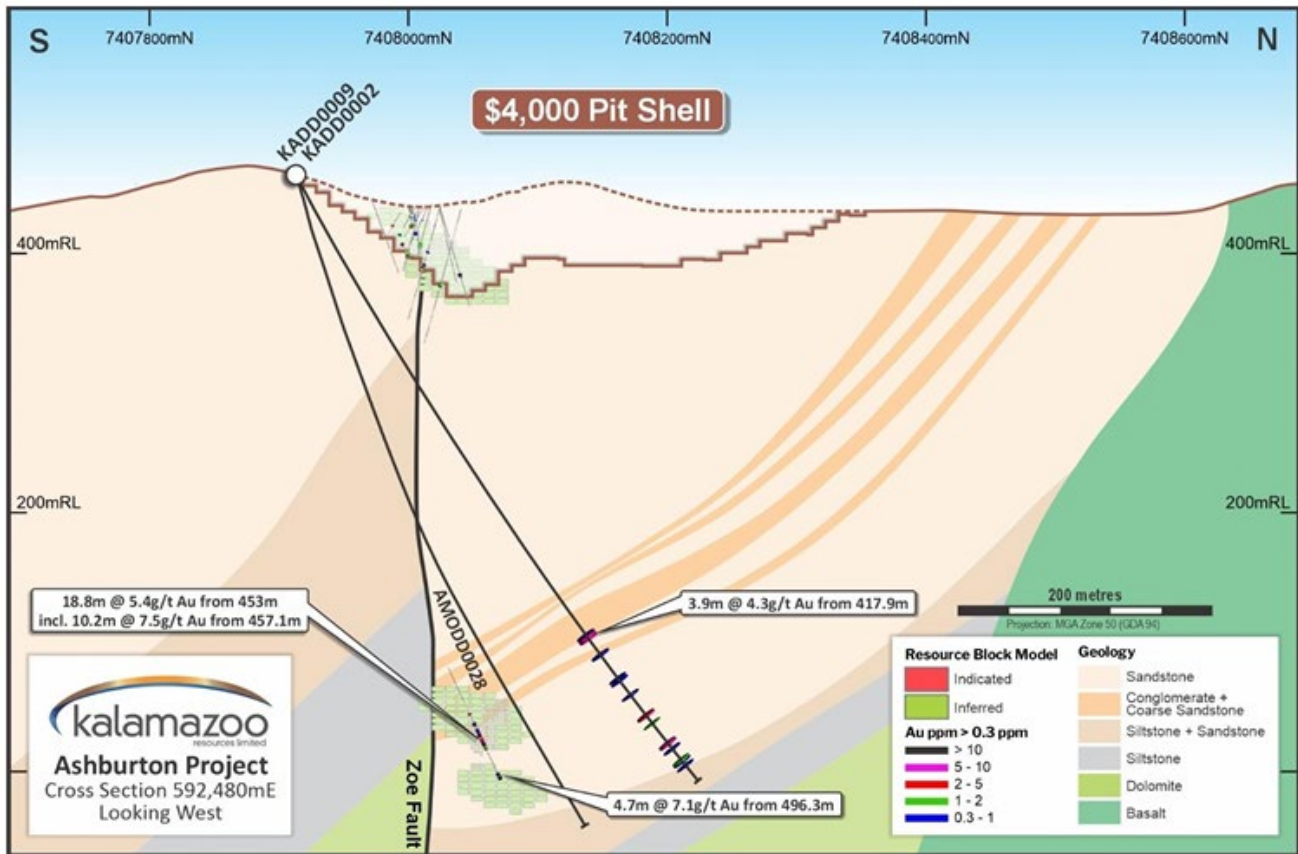 S
7407800mN
7408000mN
7408200mN
7408400mN
7408600mN
N
$4,000 Pit Shell
KADD0009
KADD0002
400mRL
400mRL
200mRL
200mRL
18.8m @ 5.4g/t Au from 453m
incl. 10.2m @ 7.5g/t Au from 457.1m
AMODD0028
3.9m @ 4.3g/t Au from 417.9m
4.7m @ 7.1g/t Au from 496.3m
Zoe Fault
200 metres
Projection: MGA Zone 50 (GDA 94)
kalamazoo
resources limited
Ashburton Project
Cross Section 592,480mE
Looking West
Resource Block Model
Indicated
Inferred
Au ppm > 0.3 ppm
> 10
5 - 10
2 - 5
1 - 2
0.3 - 1
Geology
Sandstone
Conglomerate +
Coarse Sandstone
Siltstone + Sandstone
Siltstone
Dolomite
Basalt